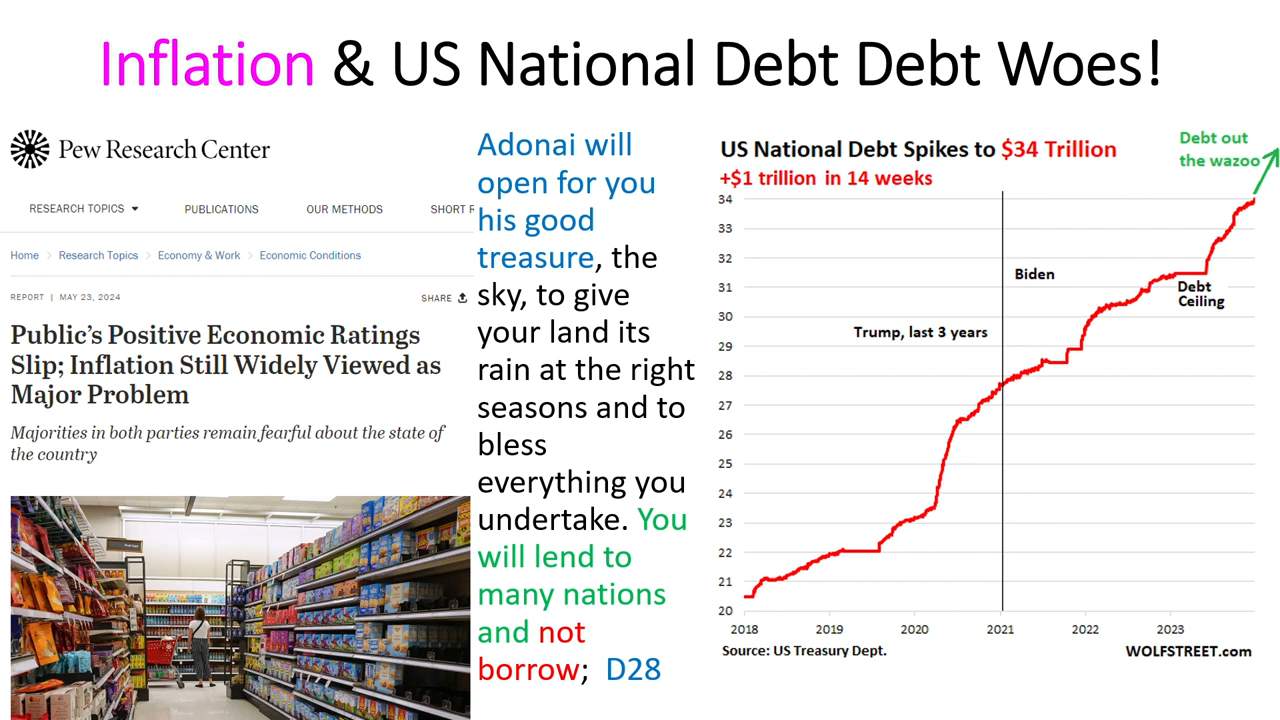 Inflation & US National Debt Debt Woes!
Pew Research Center
RESEARCH TOPICS
PUBLICATIONS
OUR METHODS
SHORT R
Home > Research Topics > Economy & Work > Economic Conditions
REPORT | MAY 23, 2024
SHARE
Public's Positive Economic Ratings
Slip; Inflation Still Widely Viewed as
Major Problem
Majorities in both parties remain fearful about the state of
the country
Adonai will
open for you
his good
treasure, the
sky, to give
your land its
rain at the right
seasons and to
bless
everything you
undertake. You
will lend to
many nations
and not
borrow; D28
US National Debt Spikes to $34 Trillion
+$1 trillion in 14 weeks
Debt out
the wazoo
34
33
32
31
30
29
28
27
26
25
24
23
22
21
20
Biden
Debt
Ceiling
Trump, last 3 years
2018
2019
2020
2021
2022
2023
Source: US Treasury Dept.
WOLFSTREET.com